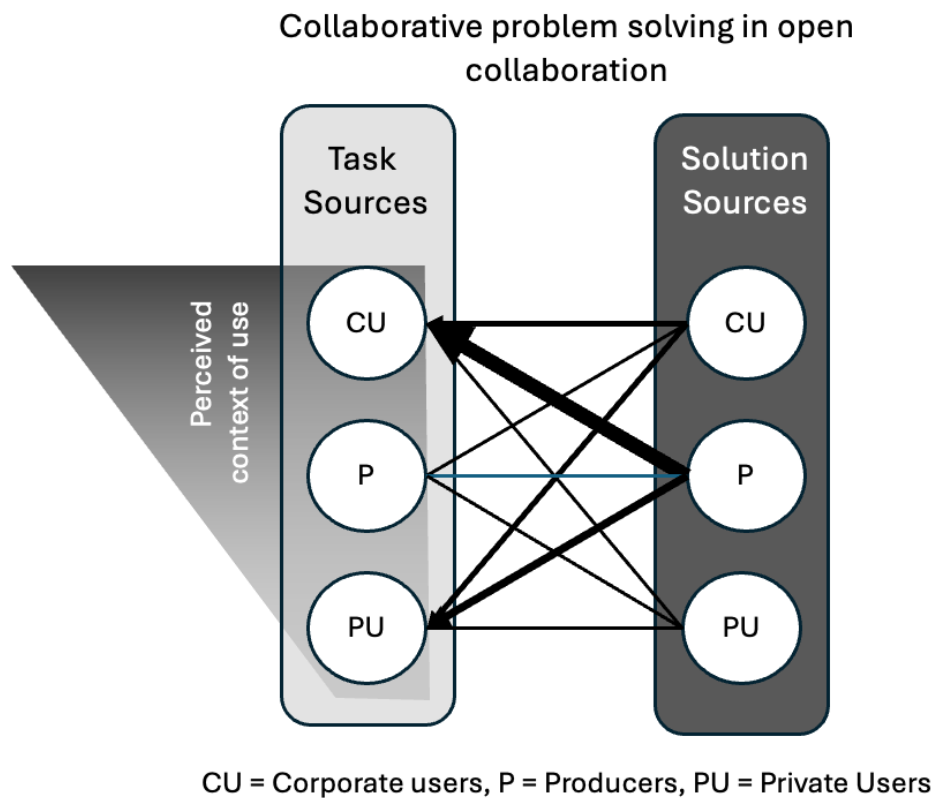 Collaborative problem solving in open
collaboration
Task
Sources
Solution
Sources
Perceived
context of use
CU
CU
P
P
PU
PU
CU = Corporate users, P = Producers, PU = Private Users